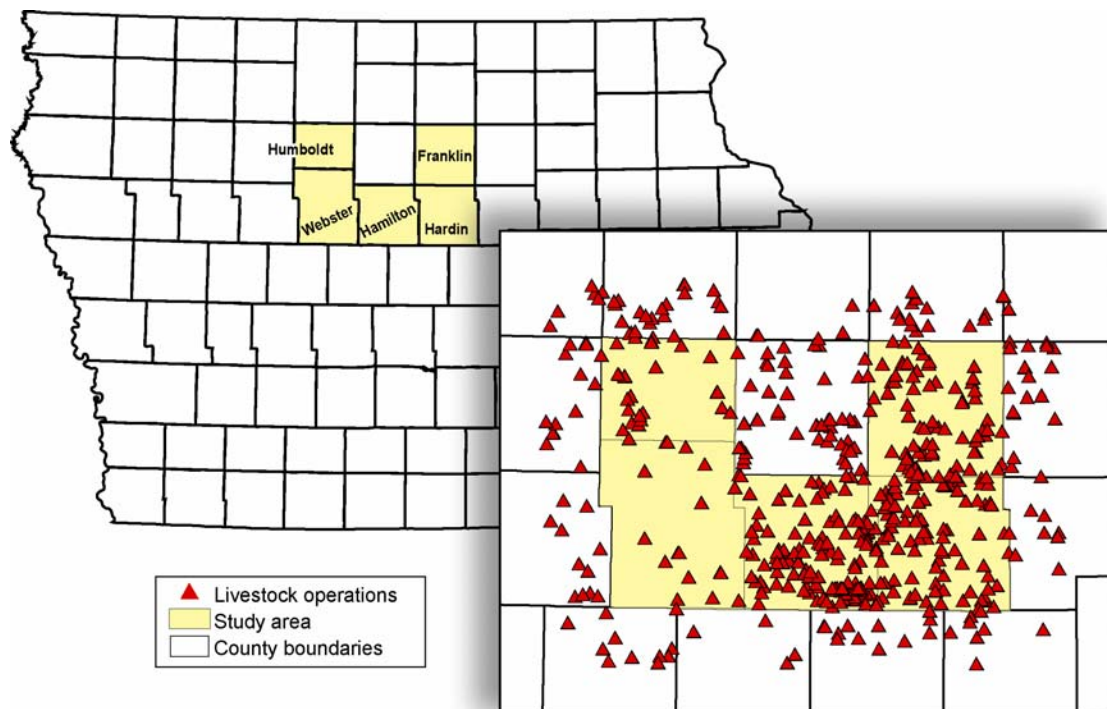 Humboldt
Franklin
Webster
Hamilton
Hardin
Livestock operations
Study area
County boundaries